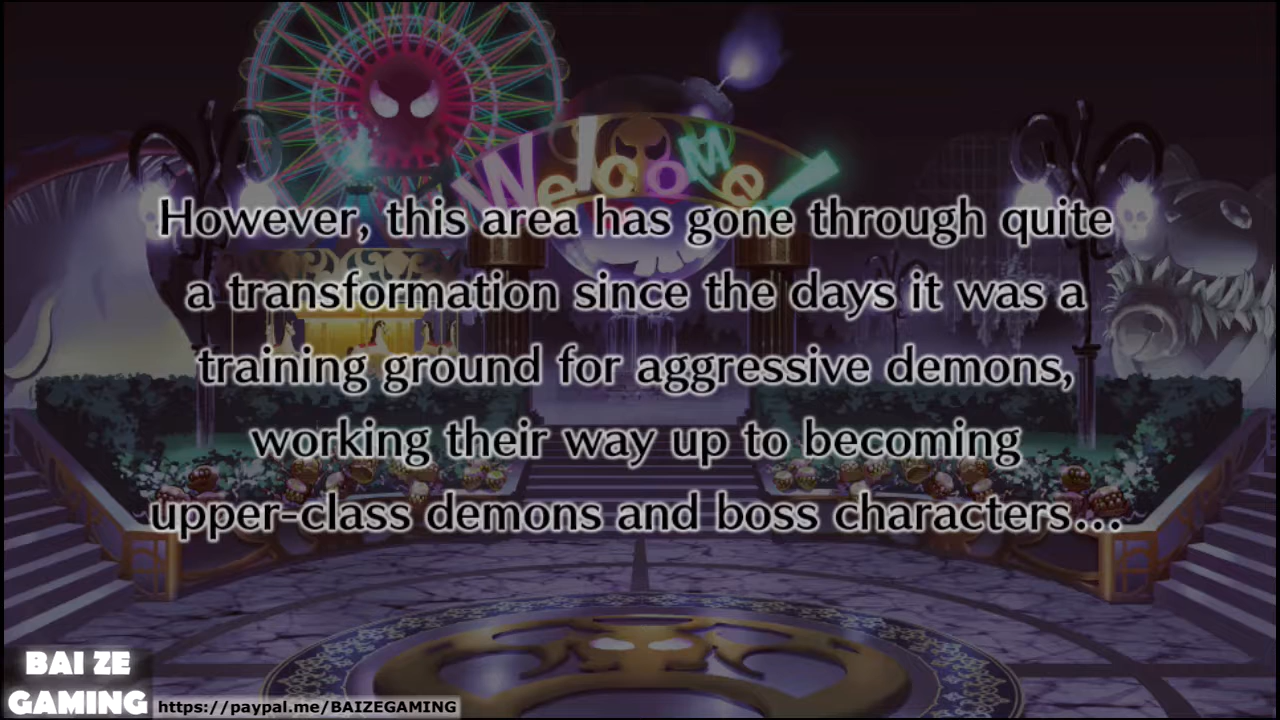 WelcoMe!
However, this area has gone through quite
a transformation since the days it was a
training ground for aggressive demons,
working their way up to becoming
upper-class demons and boss characters...
BAI ZE
GAMING
https://paypal.me/BAIZEGAMING